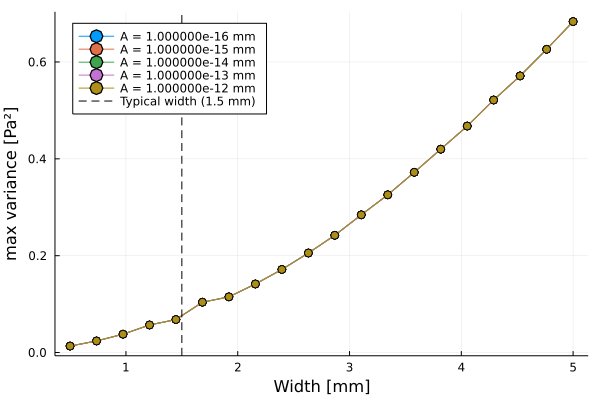 A = 1.000000e-16 mm
A = 1.000000e-15 mm
A = 1.000000e-14 mm
A = 1.000000e-13 mm
A = 1.000000e-12 mm
Typical width (1.5 mm)
max variance [Pa²]
0.6
0.4
0.2
0.0
1 2 3 4 5
Width [mm]